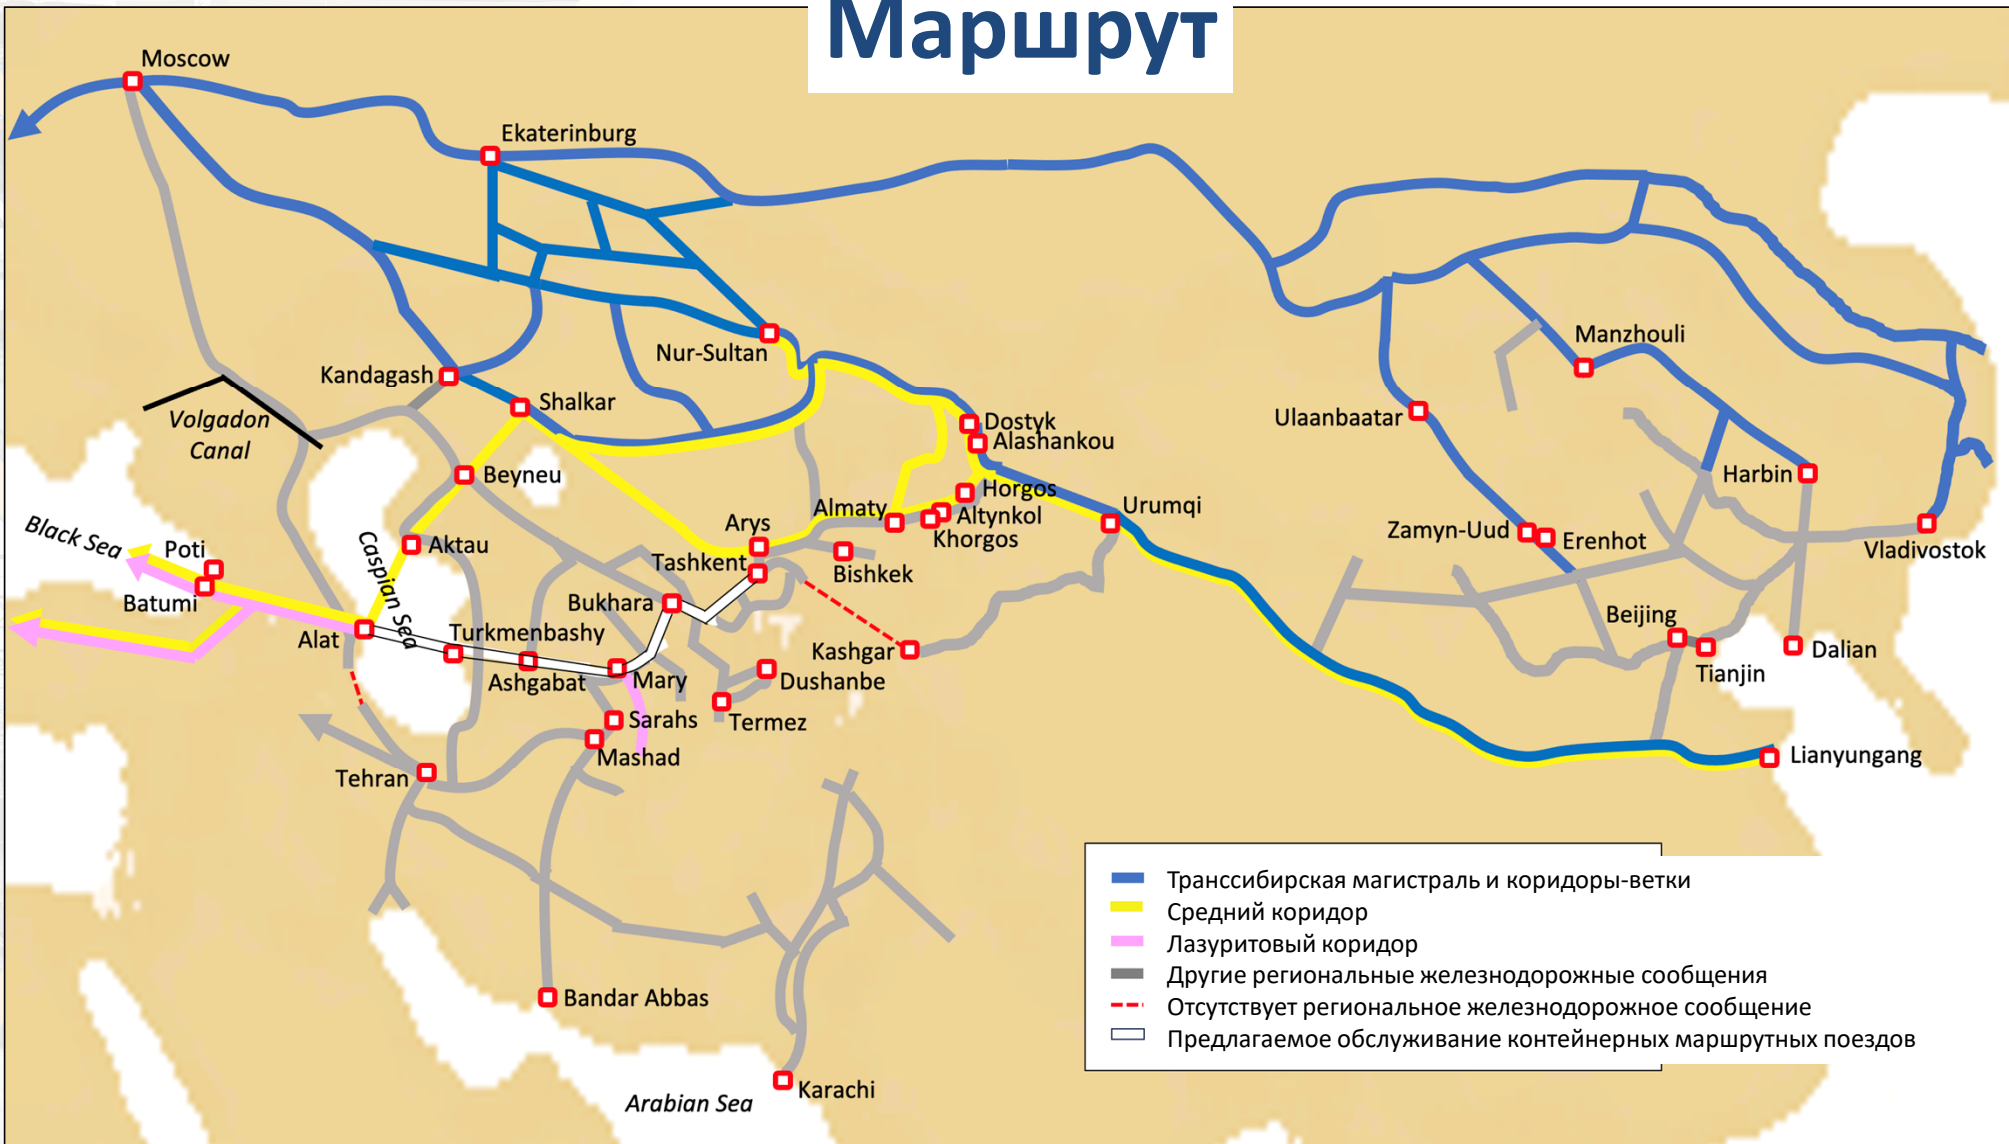 Маршрут
Moscow
Ekaterinburg
Nur-Sultan
Kandagash
Shalkar
Volgadon
Canal
Beyneu
Dostyk
Alashankou
Horgos
Almaty
Altynkol
Khorgos
Urumqi
Arys
Tashkent
Bishkek
Black Sea
Poti
Batumi
Aktau
Caspian Sea
Alat
Turkmenbashy
Bukhara
Ashgabat
Mary
Kashgar
Dushanbe
Termez
Sarahs
Mashad
Tehran
Manzhouli
Ulaanbaatar
Harbin
Zamyn-Uud
Erenhot
Vladivostok
Beijing
Tianjin
Dalian
Lianyungang
Bandar Abbas
Karachi
Arabian Sea
Транссибирская магистраль и коридоры-ветки
Средний коридор
Лазуритовый коридор
Другие региональные железнодорожные сообщения
Отсутствует региональное железнодорожное сообщение
Предлагаемое обслуживание контейнерных маршрутных поездов